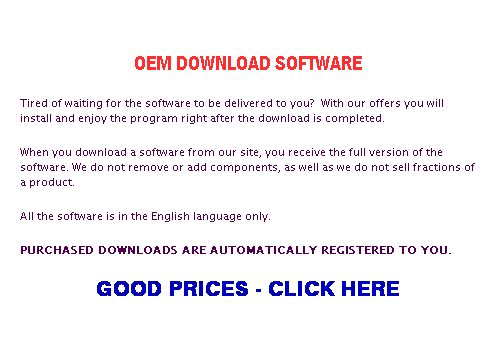 OEM DOWNLOAD SOFTWARE
Tired of waiting for the software to be delivered to you?  With our offers you will
install and enjoy the program right after the download is completed.
When you download a software from our site, you receive the full version of the
software. We do not remove or add components, as well as we do not sell fractions of
a product.
All the software is in the English language only.
PURCHASED DOWNLOADS ARE AUTOMATICALLY REGISTERED TO YOU.
GOOD PRICES - CLICK HERE